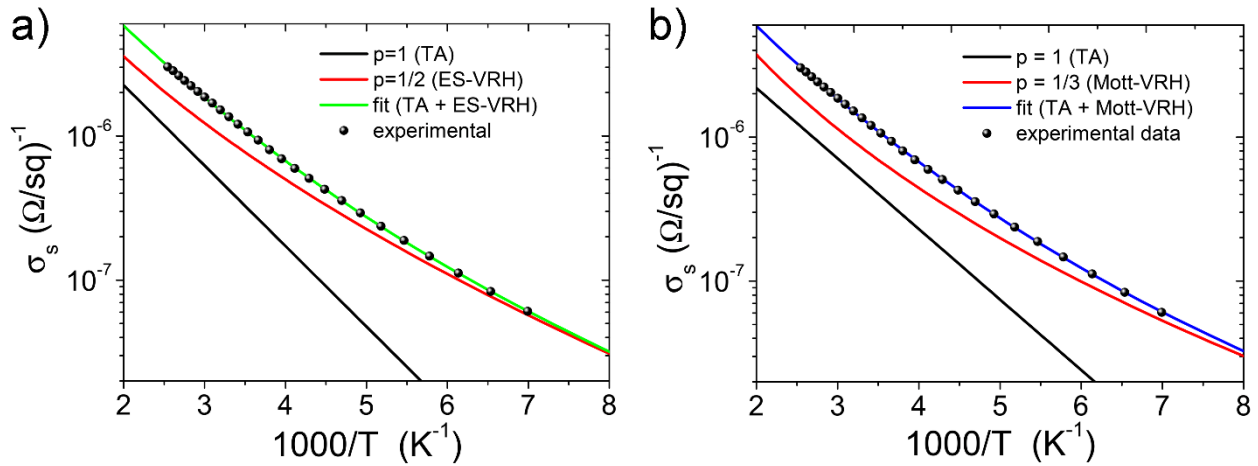 a)
p=1 (TA)
p=1/2 (ES-VRH)
fit (TA + ES-VRH)
experimental
10⁻⁶
10⁻⁷
σₛ (Ω/sq)⁻¹
2 3 4 5 6 7 8
1000/T (K⁻¹)
b)
p = 1 (TA)
p = 1/3 (Mott-VRH)
fit (TA + Mott-VRH)
experimental data
10⁻⁶
10⁻⁷
σₛ (Ω/sq)⁻¹
2 3 4 5 6 7 8
1000/T (K⁻¹)